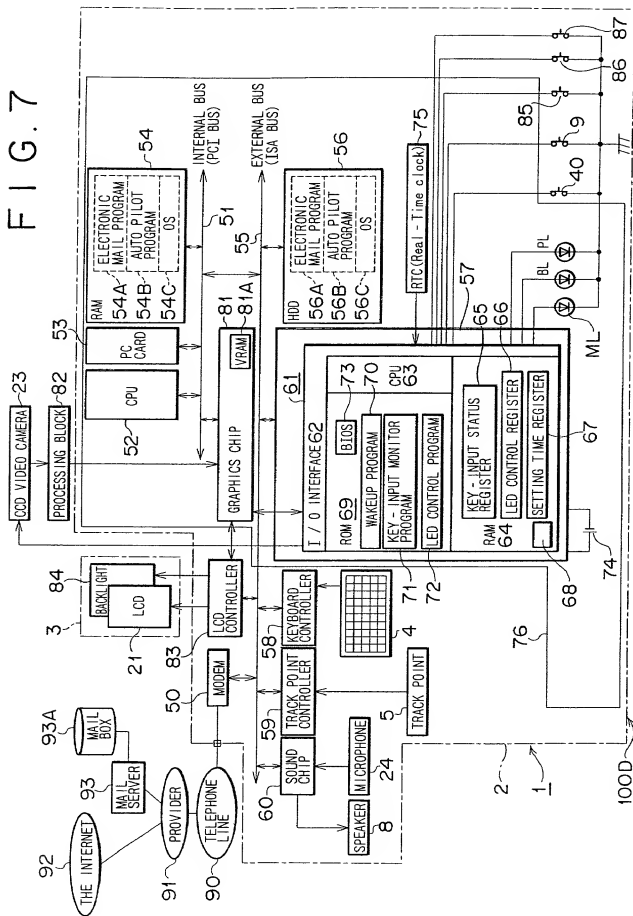 FIG. 7
23
CCD VIDEO CAMERA
82
PROCESSING BLOCK
53
PC CARD
CPU
52
RAM
ELECTRONIC
MAIL PROGRAM
AUTO PILOT
PROGRAM
OS
54A
54B
54C
54
INTERNAL BUS
(PCI BUS)
51
EXTERNAL BUS
(ISA BUS)
55
81
81A
VRAM
GRAPHICS CHIP
HDD
ELECTRONIC
MAIL PROGRAM
AUTO PILOT
PROGRAM
OS
56A
56B
56C
56
RTC (Real-Time clock)
75
57
61
I/O INTERFACE 62
ROM 69
BIOS
73
CPU
63
WAKEUP PROGRAM
70
KEY-INPUT MONITOR
PROGRAM
71
LED CONTROL PROGRAM
72
RAM
64
KEY-INPUT STATUS
REGISTER
65
LED CONTROL REGISTER
66
SETTING TIME REGISTER
67
68
74
76
PL
BL
ML
40
9
85
86
87
3
84
BACKLIGHT
LCD
21
LCD
CONTROLLER
83
MODEM
50
KEYBOARD
CONTROLLER
58
4
TRACK POINT
CONTROLLER
59
TRACK POINT
5
SOUND
CHIP
60
MICROPHONE
24
SPEAKER
8
93A
MAIL
BOX
93
MAIL
SERVER
92
THE INTERNET
PROVIDER
91
TELEPHONE
LINE
90
2
1
100D